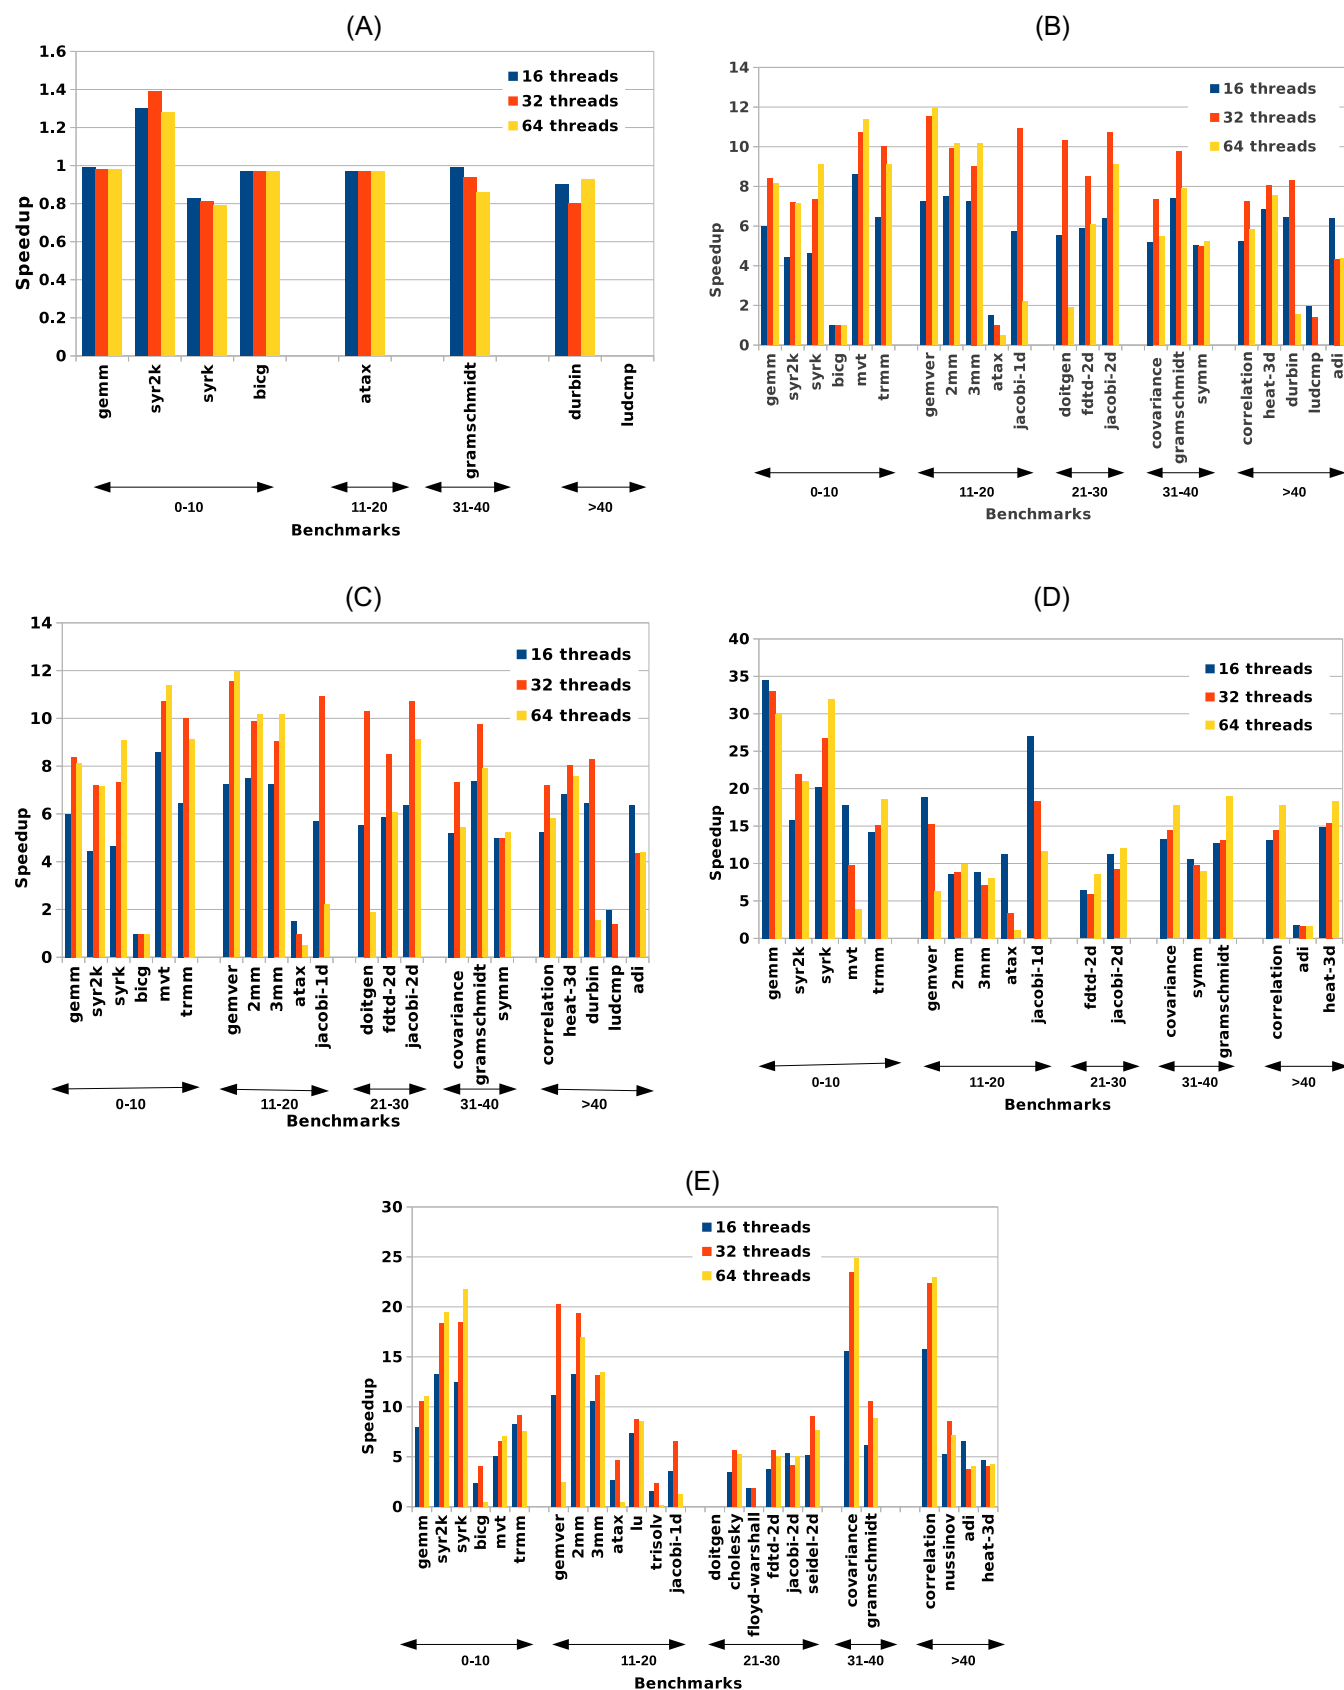 (A)
1.6
1.4
1.2
1
0.8
0.6
0.4
0.2
0
Speedup
16 threads
32 threads
64 threads
gemm
syr2k
syrk
bicg
atax
gramschmidt
durbin
ludcmp
0-10
11-20
31-40
>40
Benchmarks
(B)
14
12
10
8
6
4
2
0
Speedup
16 threads
32 threads
64 threads
gemm
syr2k
syrk
bicg
mvt
trmm
gemver
2mm
3mm
atax
jacobi-1d
doitgen
fdtd-2d
jacobi-2d
covariance
gramschmidt
symm
correlation
heat-3d
durbin
ludcmp
adi
0-10
11-20
21-30
31-40
>40
Benchmarks
(C)
14
12
10
8
6
4
2
0
Speedup
16 threads
32 threads
64 threads
gemm
syr2k
syrk
bicg
mvt
trmm
gemver
2mm
3mm
atax
jacobi-1d
doitgen
fdtd-2d
jacobi-2d
covariance
gramschmidt
symm
correlation
heat-3d
durbin
ludcmp
adi
0-10
11-20
21-30
31-40
>40
Benchmarks
(D)
40
35
30
25
20
15
10
5
0
Speedup
16 threads
32 threads
64 threads
gemm
syr2k
syrk
mvt
trmm
gemver
2mm
3mm
atax
jacobi-1d
fdtd-2d
jacobi-2d
covariance
symm
gramschmidt
correlation
adi
heat-3d
0-10
11-20
21-30
31-40
>40
Benchmarks
(E)
30
25
20
15
10
5
0
Speedup
16 threads
32 threads
64 threads
gemm
syr2k
syrk
bicg
mvt
trmm
gemver
2mm
3mm
atax
lu
trisolv
jacobi-1d
doitgen
cholesky
floyd-warshall
fdtd-2d
jacobi-2d
seidel-2d
covariance
gramschmidt
correlation
nussinov
adi
heat-3d
0-10
11-20
21-30
31-40
>40
Benchmarks